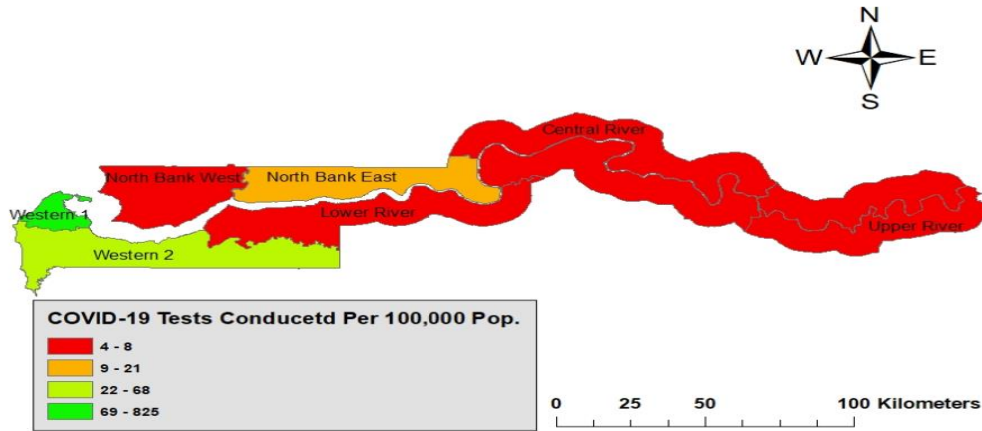 N
W E
S
Central River
North Bank West
North Bank East
Western 1
Lower River
Western 2
Upper River
COVID-19 Tests Conducetd Per 100,000 Pop.
4 - 8
9 - 21
22 - 68
69 - 825
0 25 50 100 Kilometers